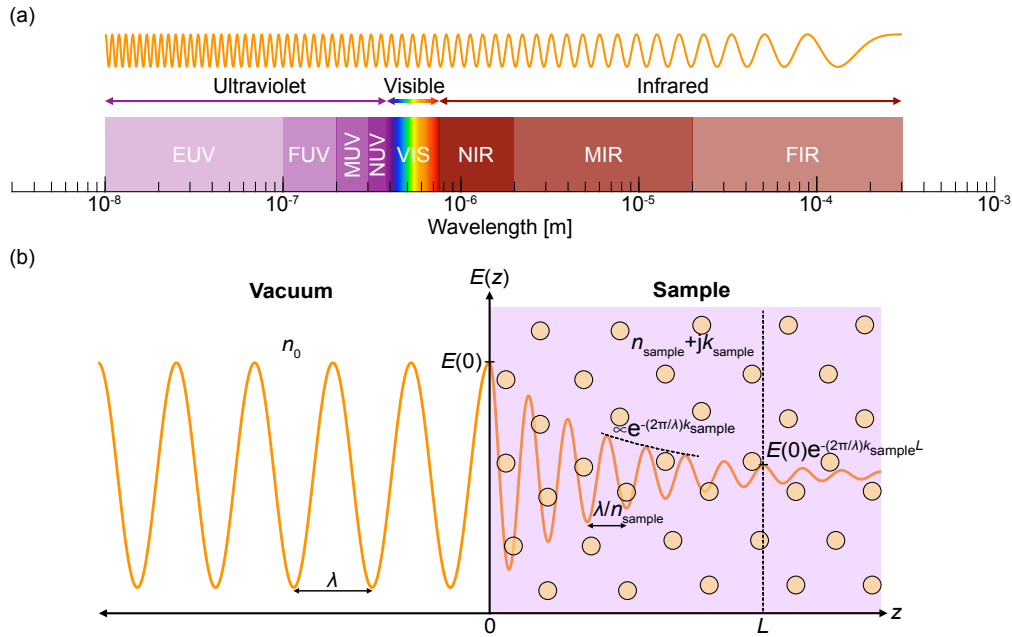 (a)
Ultraviolet Visible Infrared
EUV FUV MUV NUV VIS NIR MIR FIR
10-8 10-7 10-6 10-5 10-4 10-3
Wavelength [m]
(b)
Vacuum E(z) Sample
n0 nsample+jksample
E(0)
∝e-(2π/λ)ksample
E(0)e-(2π/λ)ksampleL
λ/nsample
λ
0 L z